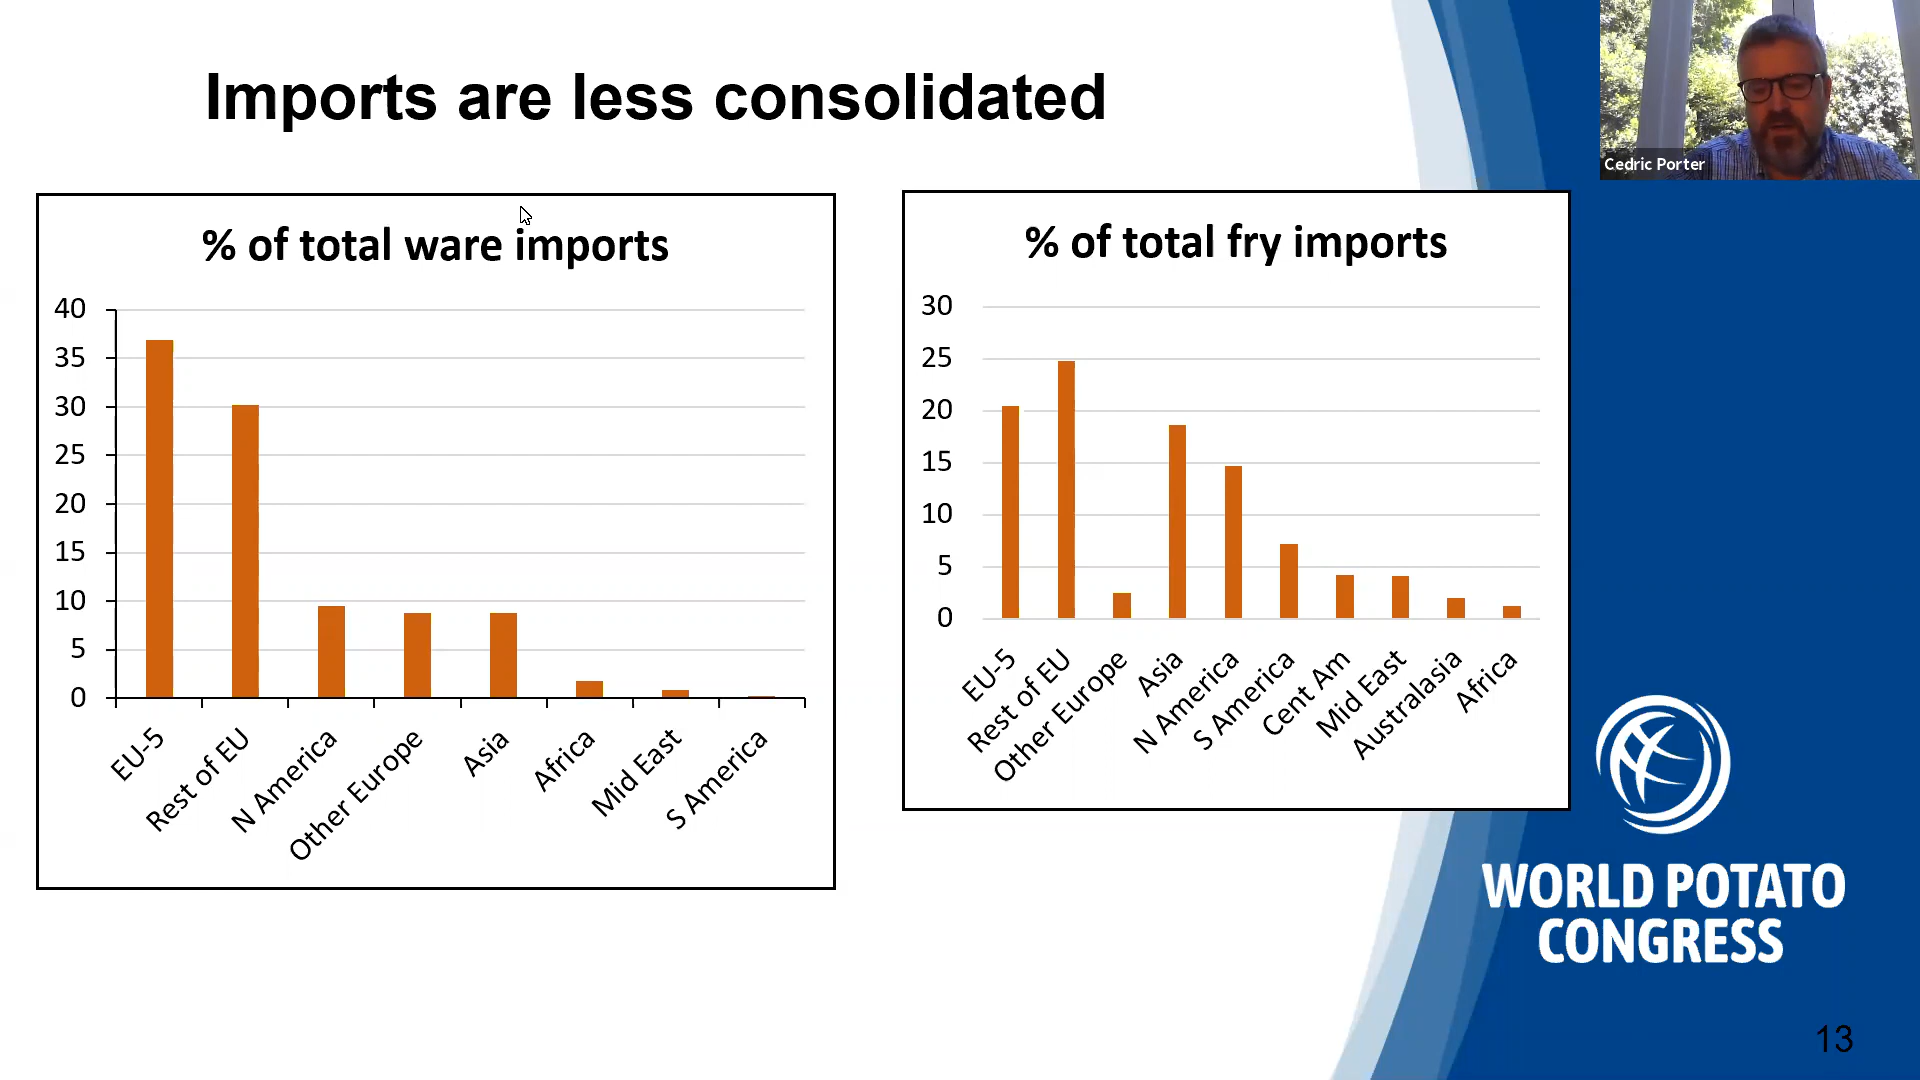 Imports are less consolidated
Cedric Porter
% of total ware imports
40
35
30
25
20
15
10
5
0
EU-5
Rest of EU
N America
Other Europe
Asia
Africa
Mid East
S America
% of total fry imports
30
25
20
15
10
5
0
EU-5
Rest of EU
Other Europe
Asia
N America
S America
Cent Am
Mid East
Australasia
Africa
WORLD POTATO
CONGRESS
13